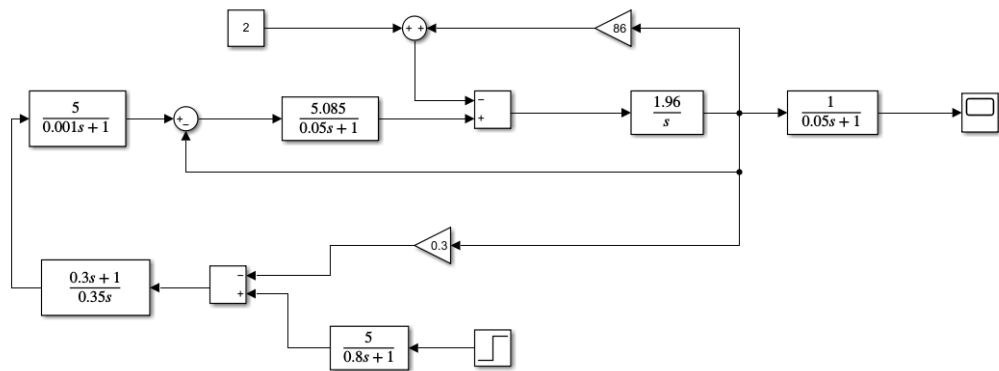 2
+ +
86
5
0.001s + 1
+
−
5.085
0.05s + 1
−
+
1.96
s
1
0.05s + 1
0.3
0.3s + 1
0.35s
−
+
5
0.8s + 1